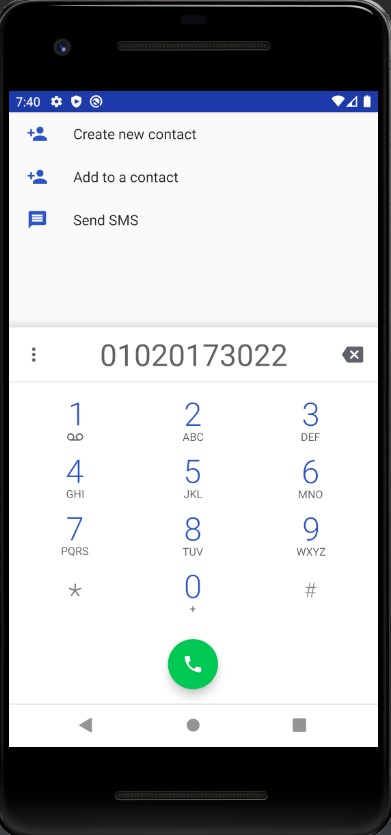 7:40
Create new contact
Add to a contact
Send SMS
01020173022
1 2 3
ABC DEF
4 5 6
GHI JKL MNO
7 8 9
PQRS TUV WXYZ
* 0 #
+